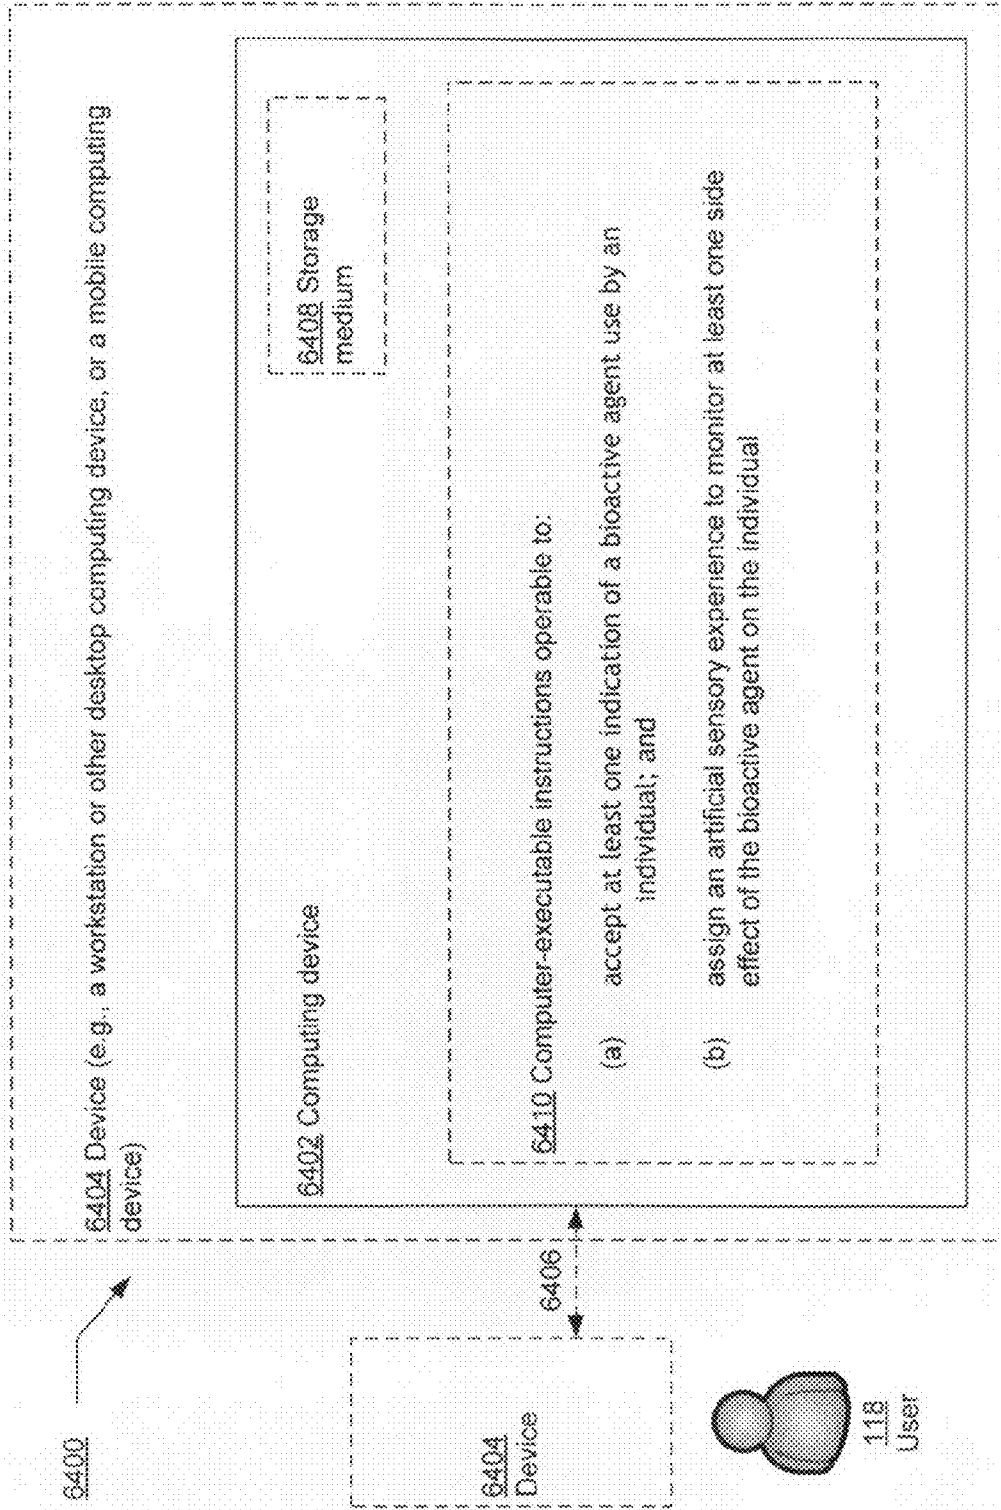 6400
6404 Device (e.g., a workstation or other desktop computing device, or a mobile computing
device)
6402 Computing device
6408 Storage
medium
6410 Computer-executable instructions operable to:
(a) accept at least one indication of a bioactive agent use by an
individual; and
(b) assign an artificial sensory experience to monitor at least one side
effect of the bioactive agent on the individual
6406
6404
Device
118
User